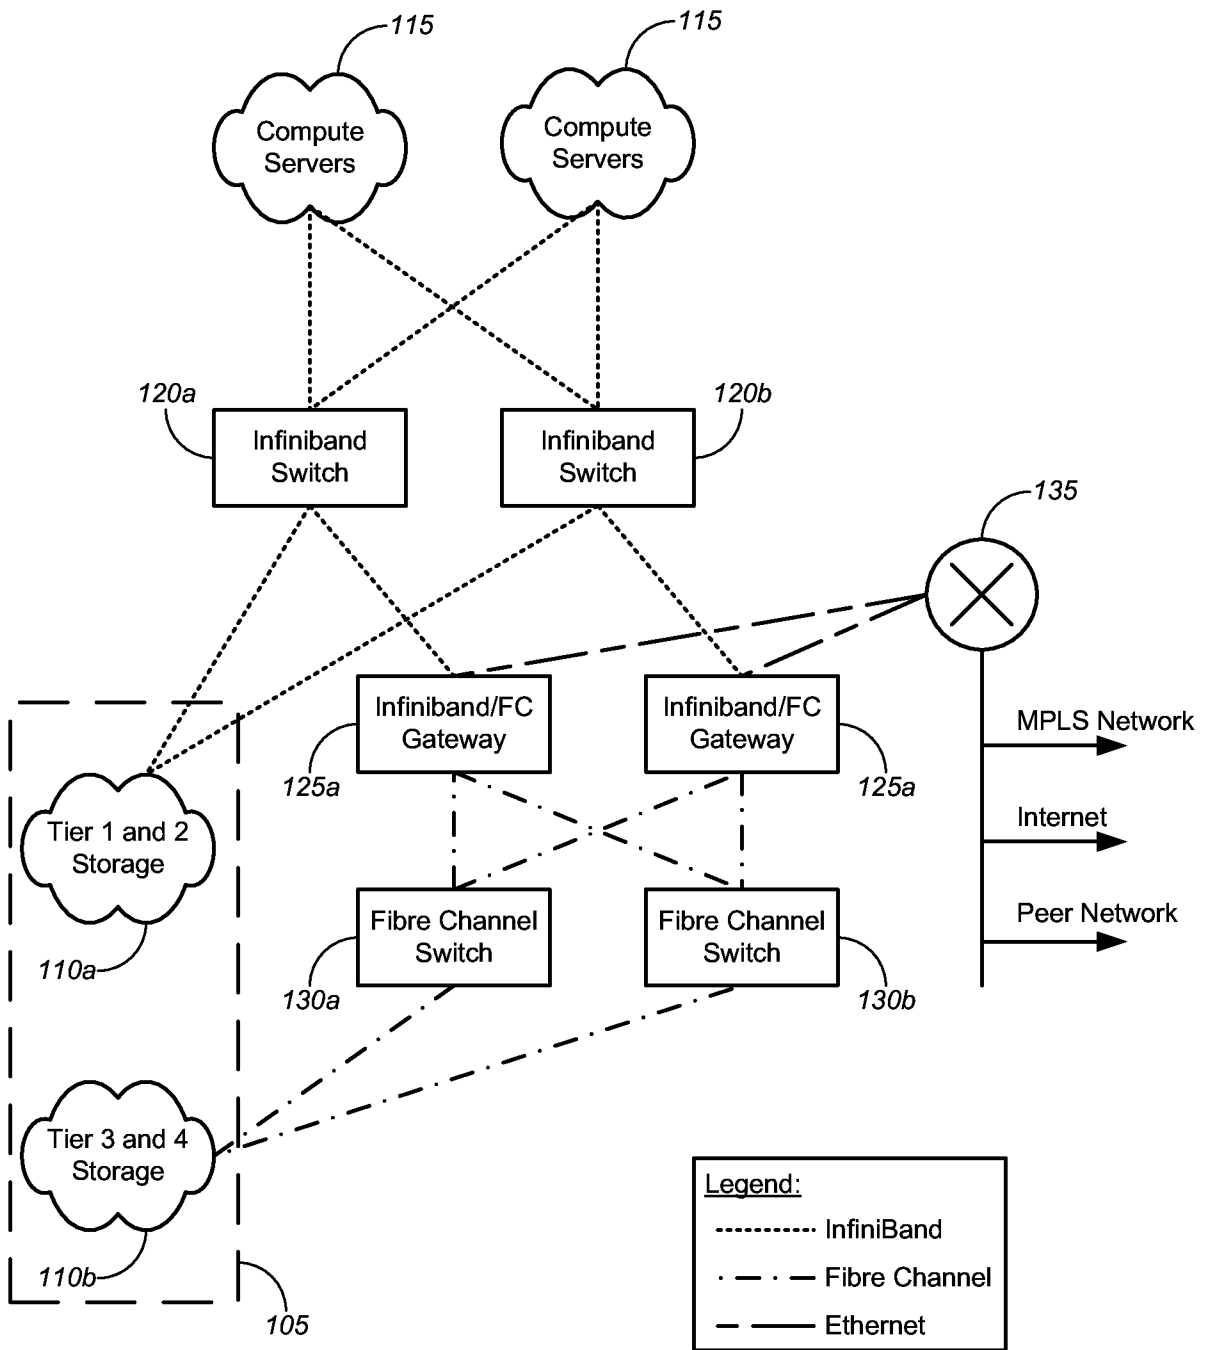 115
115
Compute
Servers
Compute
Servers
120a
120b
Infiniband
Switch
Infiniband
Switch
135
Infiniband/FC
Gateway
Infiniband/FC
Gateway
MPLS Network
125a
125a
Tier 1 and 2
Storage
Internet
Fibre Channel
Switch
Fibre Channel
Switch
Peer Network
110a
130a
130b
Tier 3 and 4
Storage
110b
105
Legend:
InfiniBand
Fibre Channel
Ethernet